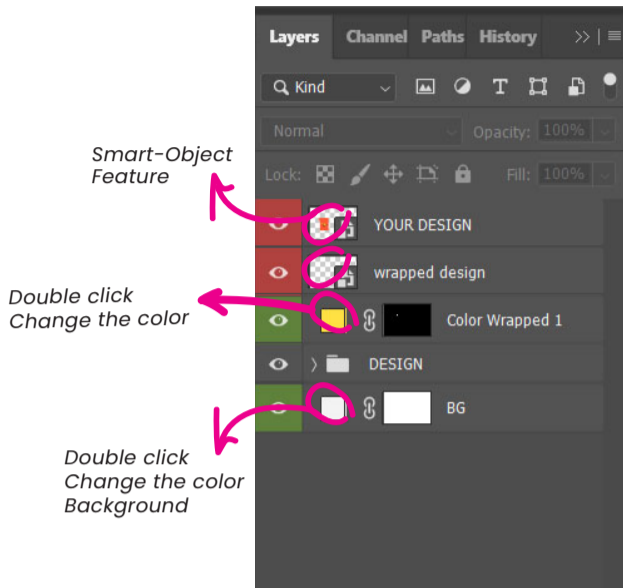 Layers Channel Paths History
Kind
Normal Opacity: 100%
Lock: Fill: 100%
Smart-Object
Feature
YOUR DESIGN
wrapped design
Double click
Change the color
Color Wrapped 1
DESIGN
BG
Double click
Change the color
Background